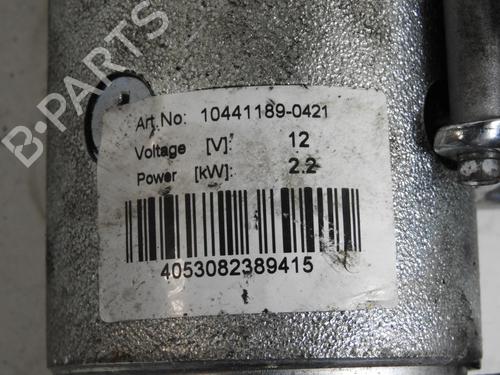 B-PARTS
Art.No: 10441189-0421
Voltage [V]: 12
Power [kW]: 2.2
4053082389415